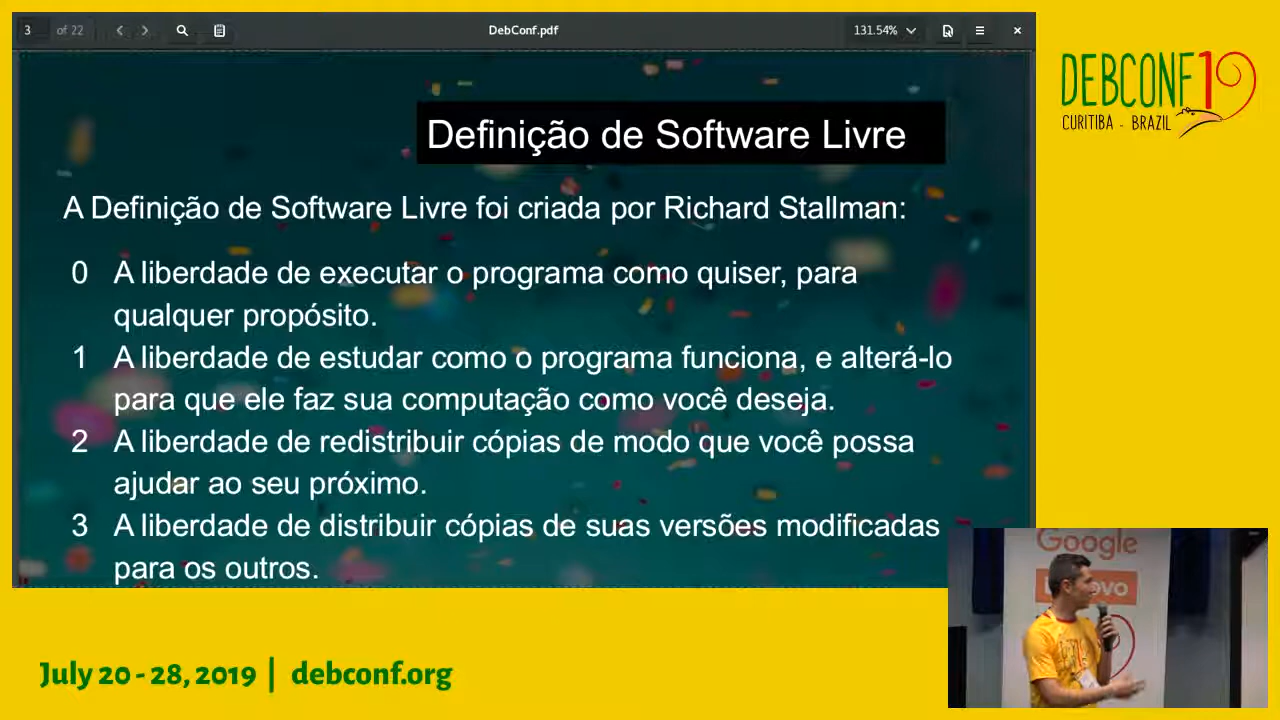 3 of 22
DebConf.pdf
131.54%
DEBCONF19
CURITIBA - BRAZIL
Definição de Software Livre
A Definição de Software Livre foi criada por Richard Stallman:
0 A liberdade de executar o programa como quiser, para
qualquer propósito.
1 A liberdade de estudar como o programa funciona, e alterá-lo
para que ele faz sua computação como você deseja.
2 A liberdade de redistribuir cópias de modo que você possa
ajudar ao seu próximo.
3 A liberdade de distribuir cópias de suas versões modificadas
para os outros.
Google
July 20 - 28, 2019 | debconf.org